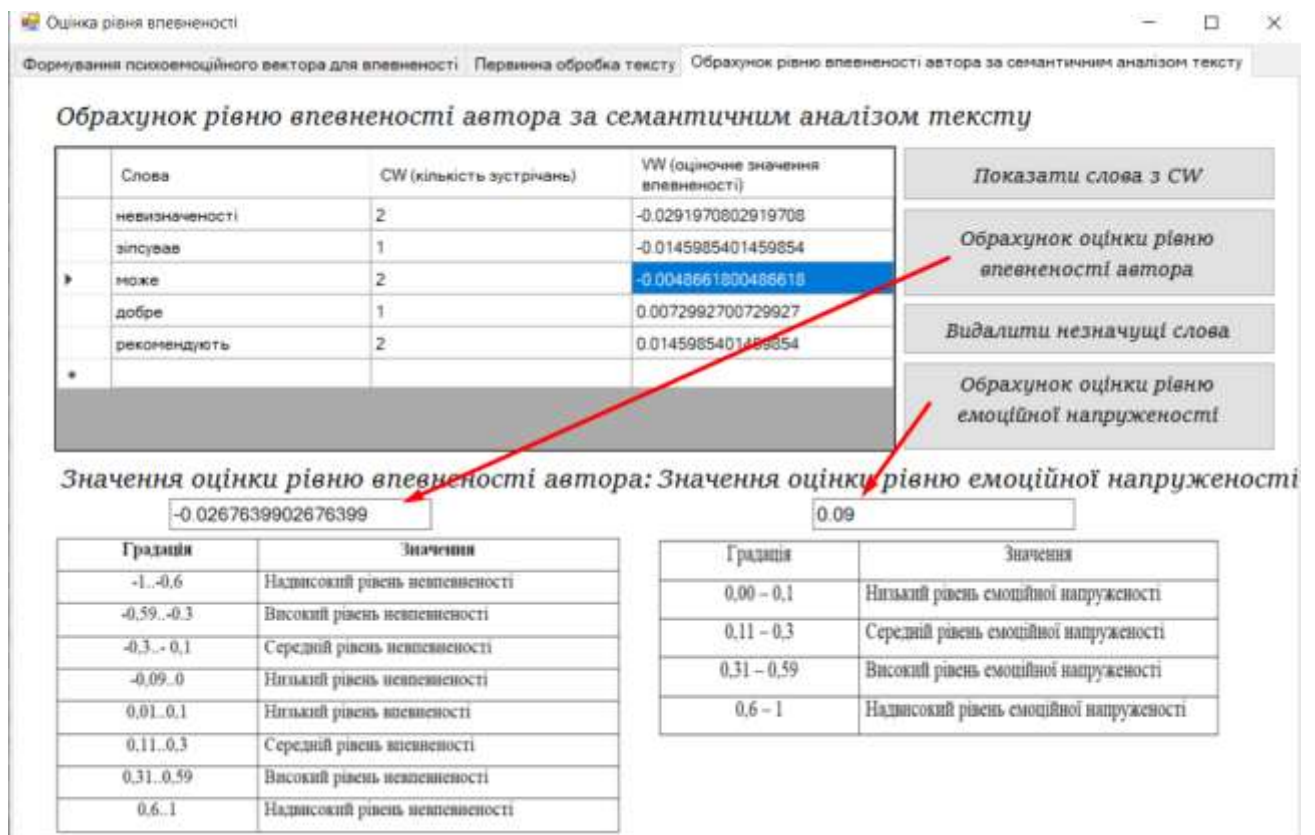 Оцінка рівня впевненості
Формування психоемоційного вектора для впевненості Первинна обробка тексту Обрахунок рівню впевненості автора за семантичним аналізом тексту
Обрахунок рівню впевненості автора за семантичним аналізом тексту
Слова CW (кількість зустрічань) VW (оціночне значення впевненості)
невизначеності 2 -0.0291970802919708
зіпсував 1 -0.0145985401459854
може 2 -0.0048661800486618
добре 1 0.0072992700729927
рекомендують 2 0.0145985401459854
Показати слова з CW
Обрахунок оцінки рівню
впевненості автора
Видалити незначущі слова
Обрахунок оцінки рівню
емоційної напруженості
Значення оцінки рівню впевненості автора: Значення оцінки рівню емоційної напруженості
-0.0267639902676399
0.09
Градація Значення
-1..-0,6 Надвисокий рівень невпевненості
-0,59..-0.3 Високий рівень невпевненості
-0,3..- 0,1 Середній рівень невпевненості
-0,09..0 Низький рівень невпевненості
0,01..0,1 Низький рівень впевненості
0,11..0,3 Середній рівень впевненості
0,31..0,59 Високий рівень невпевненості
0,6..1 Надвисокий рівень невпевненості
Градація Значення
0,00 – 0,1 Низький рівень емоційної напруженості
0,11 – 0,3 Середній рівень емоційної напруженості
0,31 – 0,59 Високий рівень емоційної напруженості
0,6 – 1 Надвисокий рівень емоційної напруженості